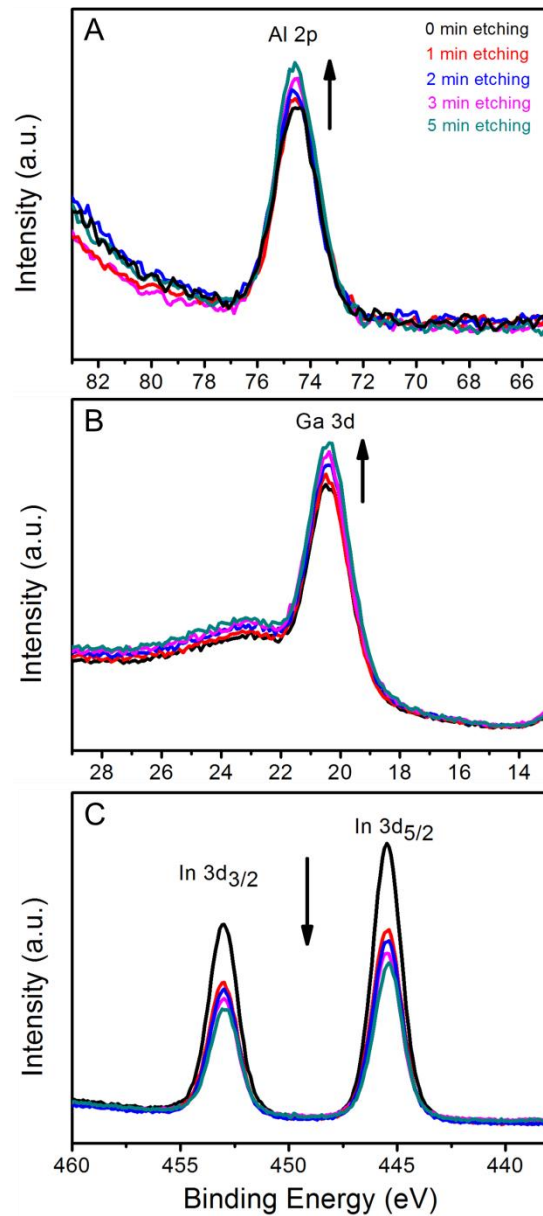 A
Al 2p
0 min etching
1 min etching
2 min etching
3 min etching
5 min etching
Intensity (a.u.)
82 80 78 76 74 72 70 68 66
B
Ga 3d
Intensity (a.u.)
28 26 24 22 20 18 16 14
C
In 3d5/2
In 3d3/2
Intensity (a.u.)
460 455 450 445 440
Binding Energy (eV)